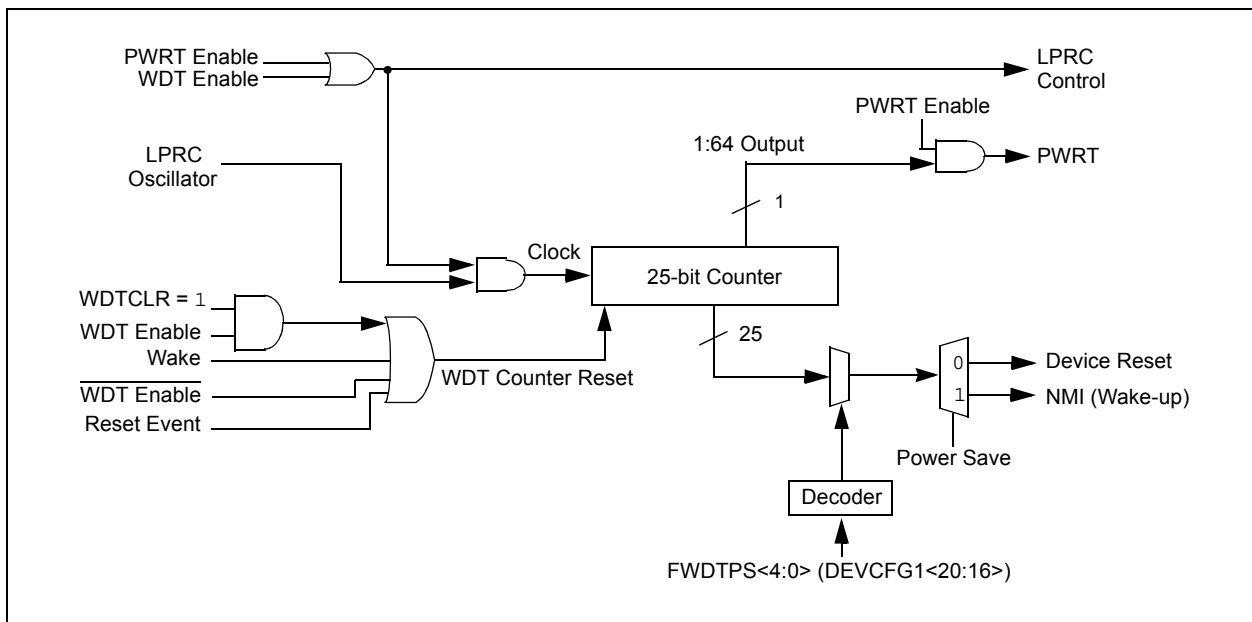 PWRT Enable
WDT Enable
LPRC
Control
PWRT Enable
LPRC
Oscillator
1:64 Output
PWRT
1
Clock
25-bit Counter
WDTCLR = 1
WDT Enable
Wake
WDT Enable
Reset Event
WDT Counter Reset
25
0
1
Device Reset
NMI (Wake-up)
Power Save
Decoder
FWDTPS<4:0> (DEVCFG1<20:16>)